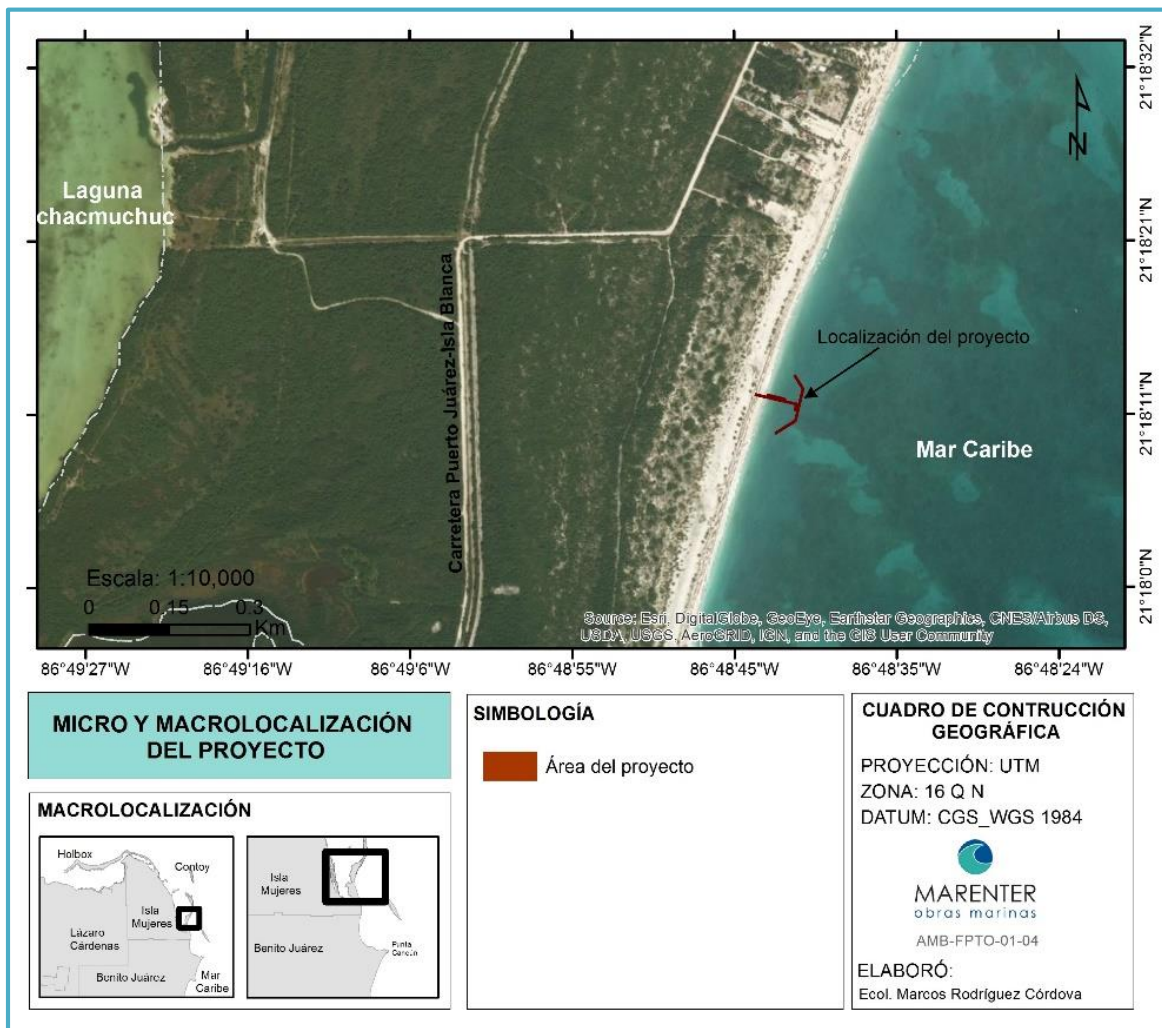 21°18'32"N
21°18'21"N
21°18'11"N
21°18'0"N
N
Laguna
chacmuchuc
Carretera Puerto Juárez-Isla Blanca
Localización del proyecto
Mar Caribe
Escala: 1:10,000
0 0.15 0.3
Km
Source: Esri, DigitalGlobe, GeoEye, Earthstar Geographics, CNES/Airbus DS,
USDA, USGS, AeroGRID, IGN, and the GIS User Community
86°49'27"W 86°49'16"W 86°49'6"W 86°48'55"W 86°48'45"W 86°48'35"W 86°48'24"W
MICRO Y MACROLOCALIZACIÓN
DEL PROYECTO
MACROLOCALIZACIÓN
Holbox
Contoy
Isla
Mujeres
Lázaro
Cárdenas
Benito Juárez
Mar
Caribe
Isla
Mujeres
Benito Juárez
Punta
Cancún
SIMBOLOGÍA
Área del proyecto
CUADRO DE CONTRUCCIÓN
GEOGRÁFICA
PROYECCIÓN: UTM
ZONA: 16 Q N
DATUM: CGS_WGS 1984
MARENTER
obras marinas
AMB-FPTO-01-04
ELABORÓ:
Ecol. Marcos Rodríguez Córdova